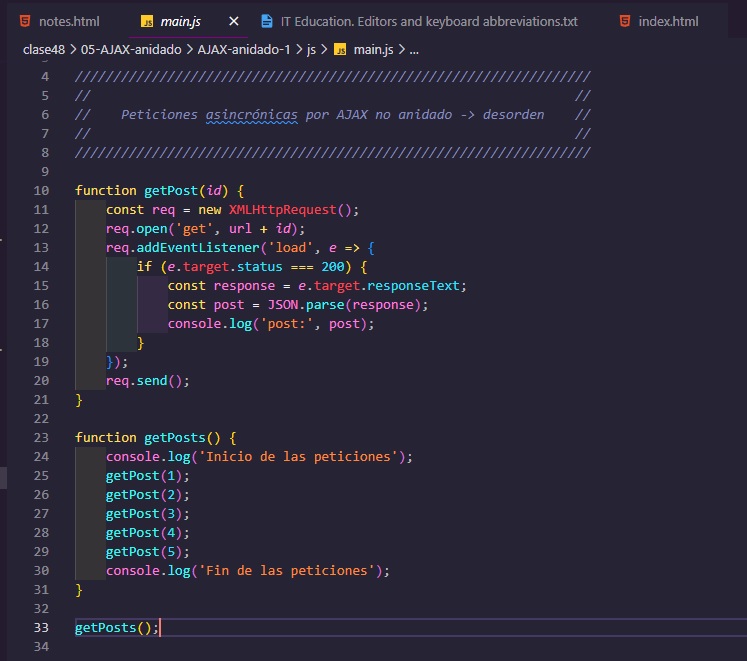 notes.html
main.js
IT Education. Editors and keyboard abbreviations.txt
index.html
clase48 > 05-AJAX-anidado > AJAX-anidado-1 > js > main.js > ...
4 ///////////////////////////////////////////////////////////////////
5 //                                                               //
6 //    Peticiones asincrónicas por AJAX no anidado -> desorden    //
7 //                                                               //
8 ///////////////////////////////////////////////////////////////////
9
10 function getPost(id) {
11     const req = new XMLHttpRequest();
12     req.open('get', url + id);
13     req.addEventListener('load', e => {
14         if (e.target.status === 200) {
15             const response = e.target.responseText;
16             const post = JSON.parse(response);
17             console.log('post:', post);
18         }
19     });
20     req.send();
21 }
22
23 function getPosts() {
24     console.log('Inicio de las peticiones');
25     getPost(1);
26     getPost(2);
27     getPost(3);
28     getPost(4);
29     getPost(5);
30     console.log('Fin de las peticiones');
31 }
32
33 getPosts();
34